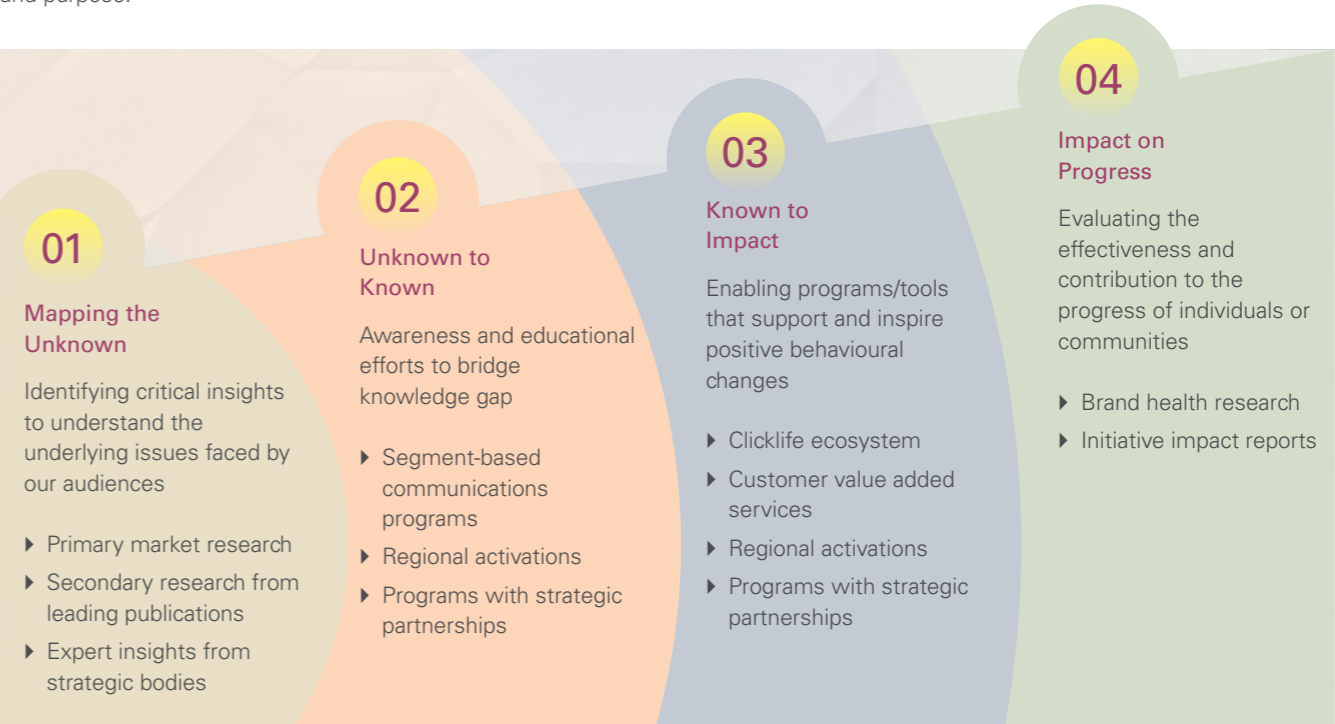 and purpose.
01
Mapping the
Unknown
Identifying critical insights
to understand the
underlying issues faced by
our audiences
▶ Primary market research
▶ Secondary research from
leading publications
▶ Expert insights from
strategic bodies
02
Unknown to
Known
Awareness and educational
efforts to bridge
knowledge gap
▶ Segment-based
communications
programs
▶ Regional activations
▶ Programs with strategic
partnerships
03
Known to
Impact
Enabling programs/tools
that support and inspire
positive behavioural
changes
▶ Clicklife ecosystem
▶ Customer value added
services
▶ Regional activations
▶ Programs with strategic
partnerships
04
Impact on
Progress
Evaluating the
effectiveness and
contribution to the
progress of individuals or
communities
▶ Brand health research
▶ Initiative impact reports